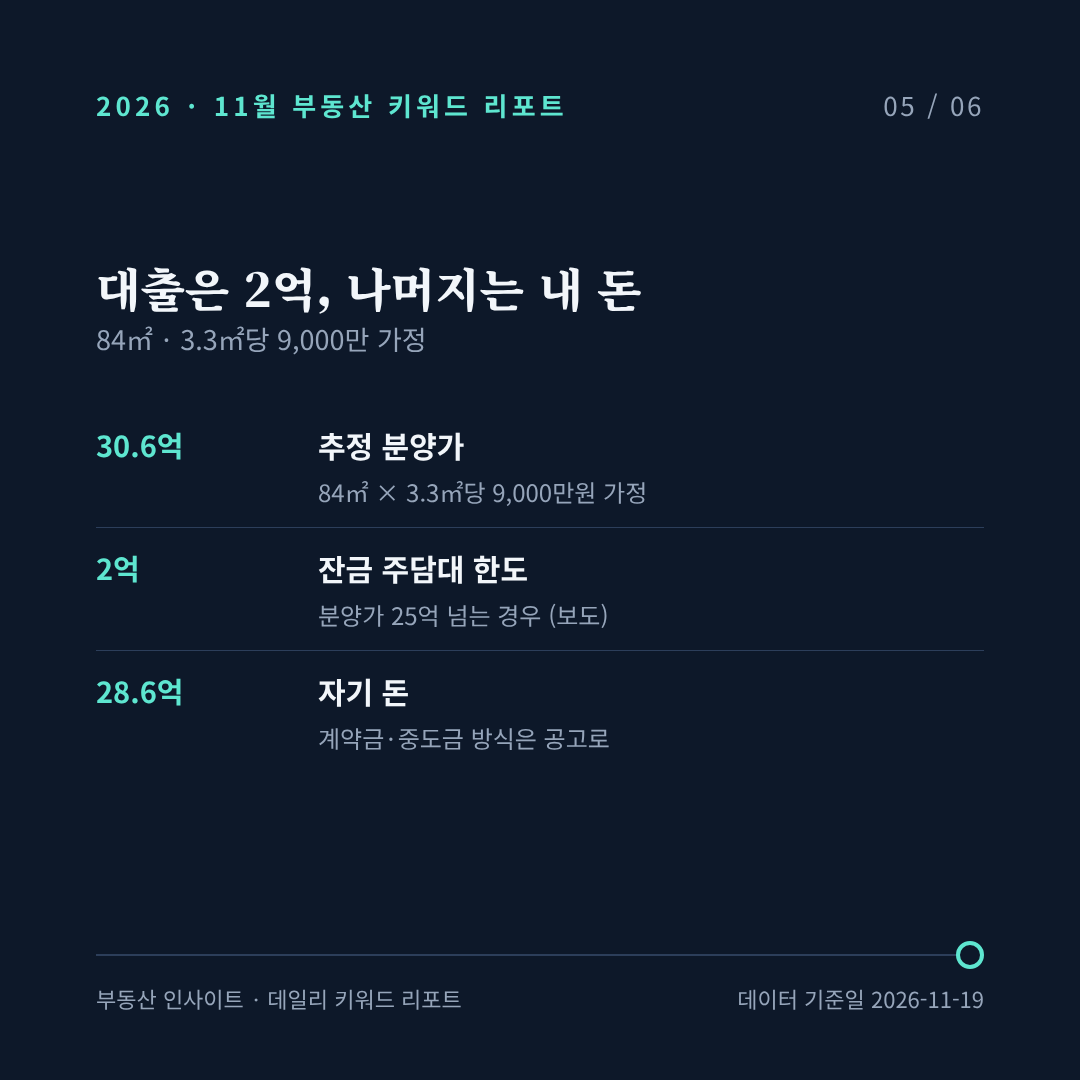 2026 · 11월 부동산 키워드 리포트
05 / 06
대출은 2억, 나머지는 내 돈
84㎡ · 3.3㎡당 9,000만 가정
30.6억
추정 분양가
84㎡ × 3.3㎡당 9,000만원 가정
2억
잔금 주담대 한도
분양가 25억 넘는 경우 (보도)
28.6억
자기 돈
계약금·중도금 방식은 공고로
부동산 인사이트 · 데일리 키워드 리포트
데이터 기준일 2026-11-19